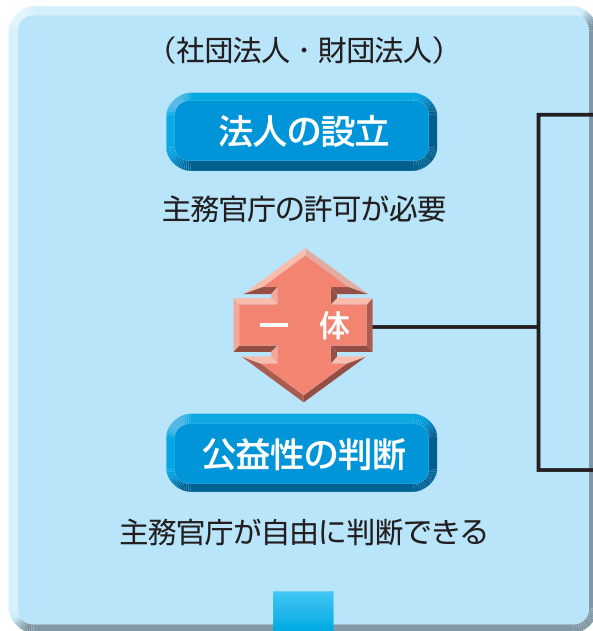 （社団法人・財団法人）
法人の設立
主務官庁の許可が必要
一 体
公益性の判断
主務官庁が自由に判断できる